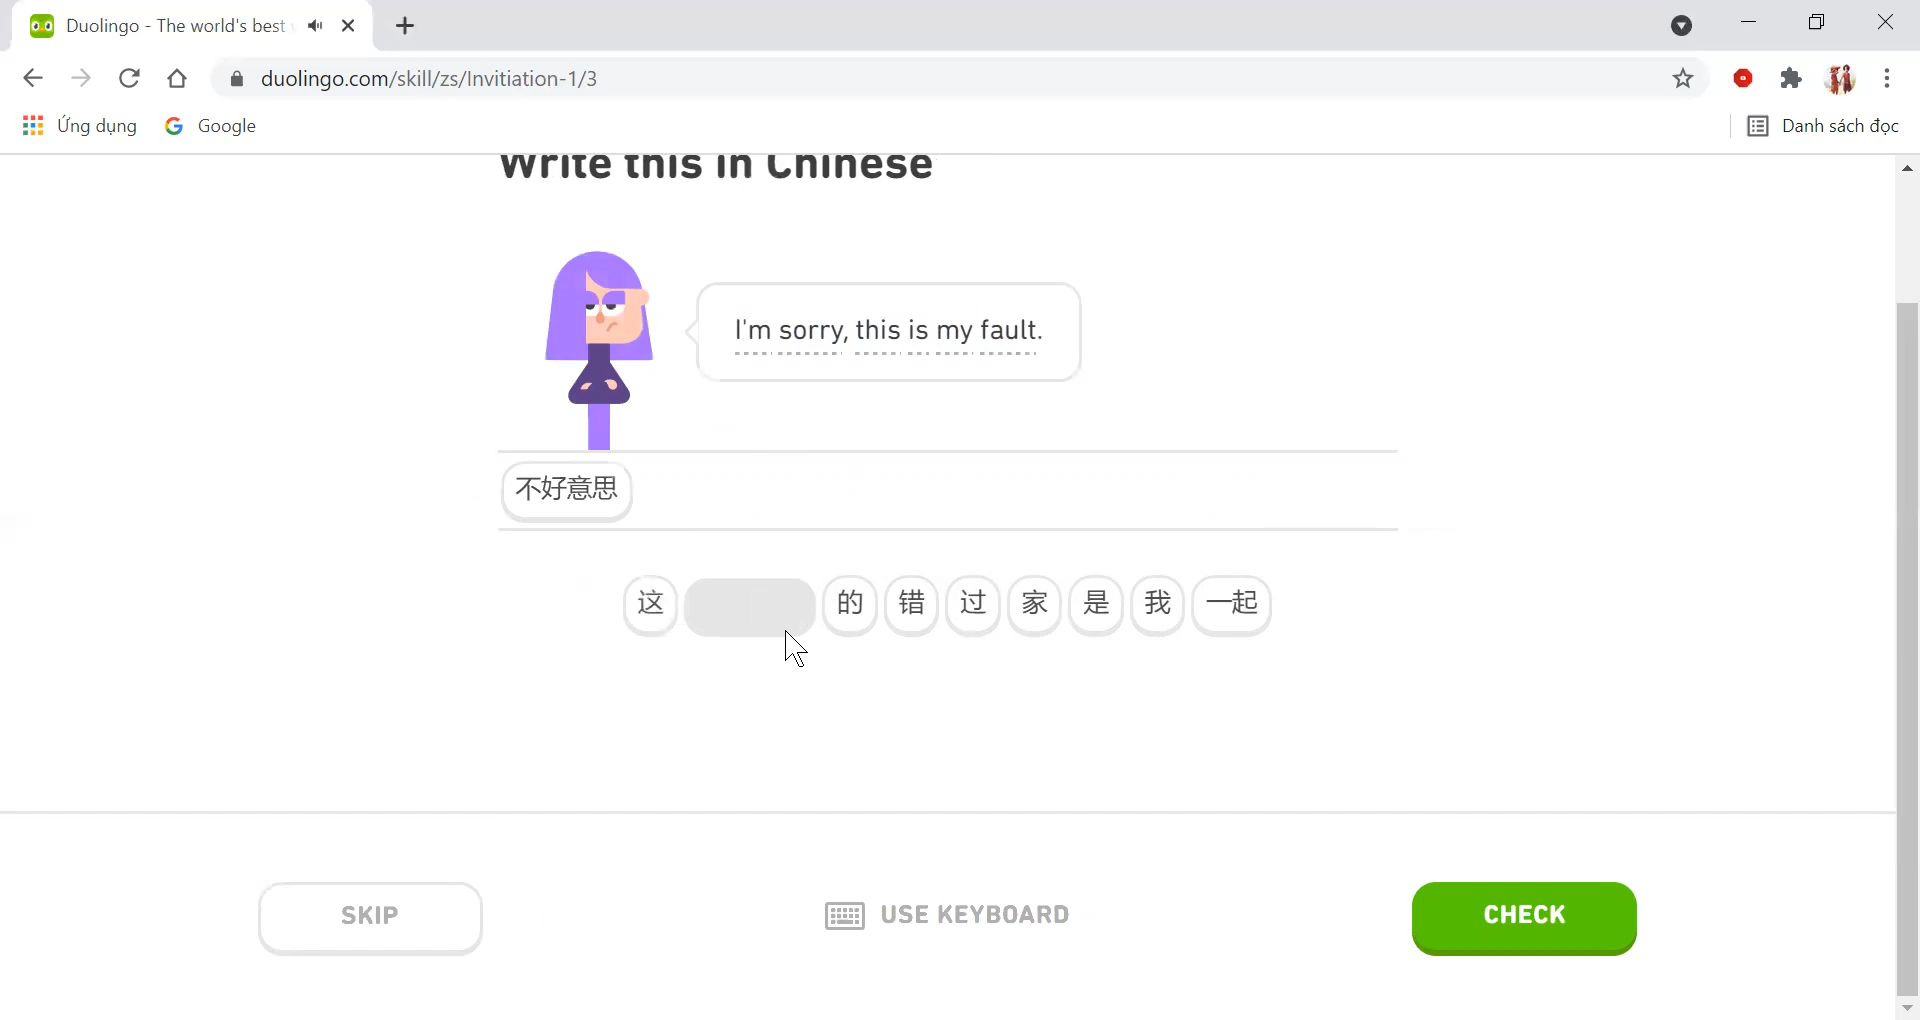 Duolingo - The world's best
duolingo.com/skill/zs/Invitiation-1/3
Ứng dụng
Google
Danh sách đọc
Write this in Chinese
I'm sorry, this is my fault.
不好意思
这 的 错 过 家 是 我 一起
SKIP
USE KEYBOARD
CHECK